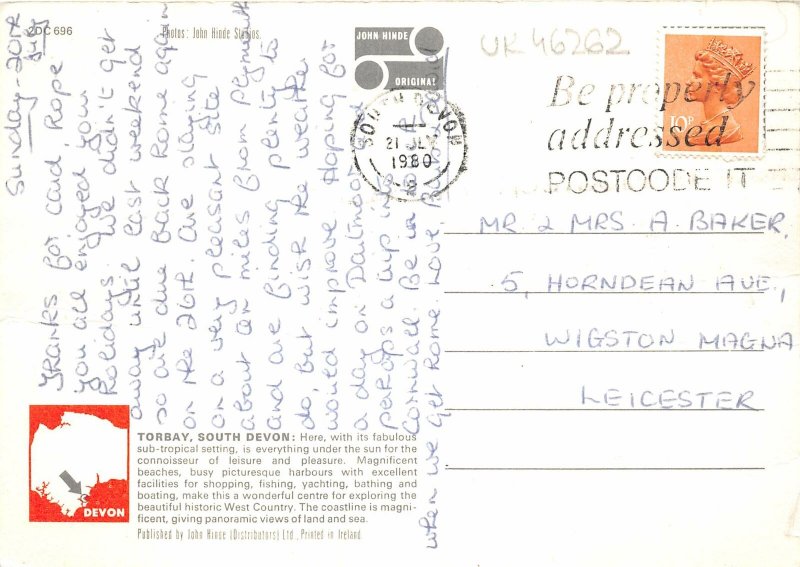 2DC 696
Photos: John Hinde Studios.
JOHN HINDE
ORIGINAL
UK 46262
SOUTH DEVON
21 JLY
1980
Be properly
addressed
POSTCODE IT
10P
Sunday - 20th
July
Thanks for card, hope
you all enjoyed your
holidays. We didn't get
away until last weekend
so are due back home again
on the 26th. Are staying
on a very pleasant site
about 6 miles from Plymouth
and are finding plenty to
do, but wish the weather
would improve. Hoping for
a day on Dartmoor &
perhaps a trip into
Cornwall. Be in touch
when we get home. Love,
MR & MRS A. BAKER,
5, HORNDEAN AVE,,
WIGSTON MAGNA
LEICESTER
DEVON
TORBAY, SOUTH DEVON: Here, with its fabulous
sub-tropical setting, is everything under the sun for the
connoisseur of leisure and pleasure. Magnificent
beaches, busy picturesque harbours with excellent
facilities for shopping, fishing, yachting, bathing and
boating, make this a wonderful centre for exploring the
beautiful historic West Country. The coastline is magni-
ficent, giving panoramic views of land and sea.
Published by John Hinde (Distributors) Ltd., Printed in Ireland.